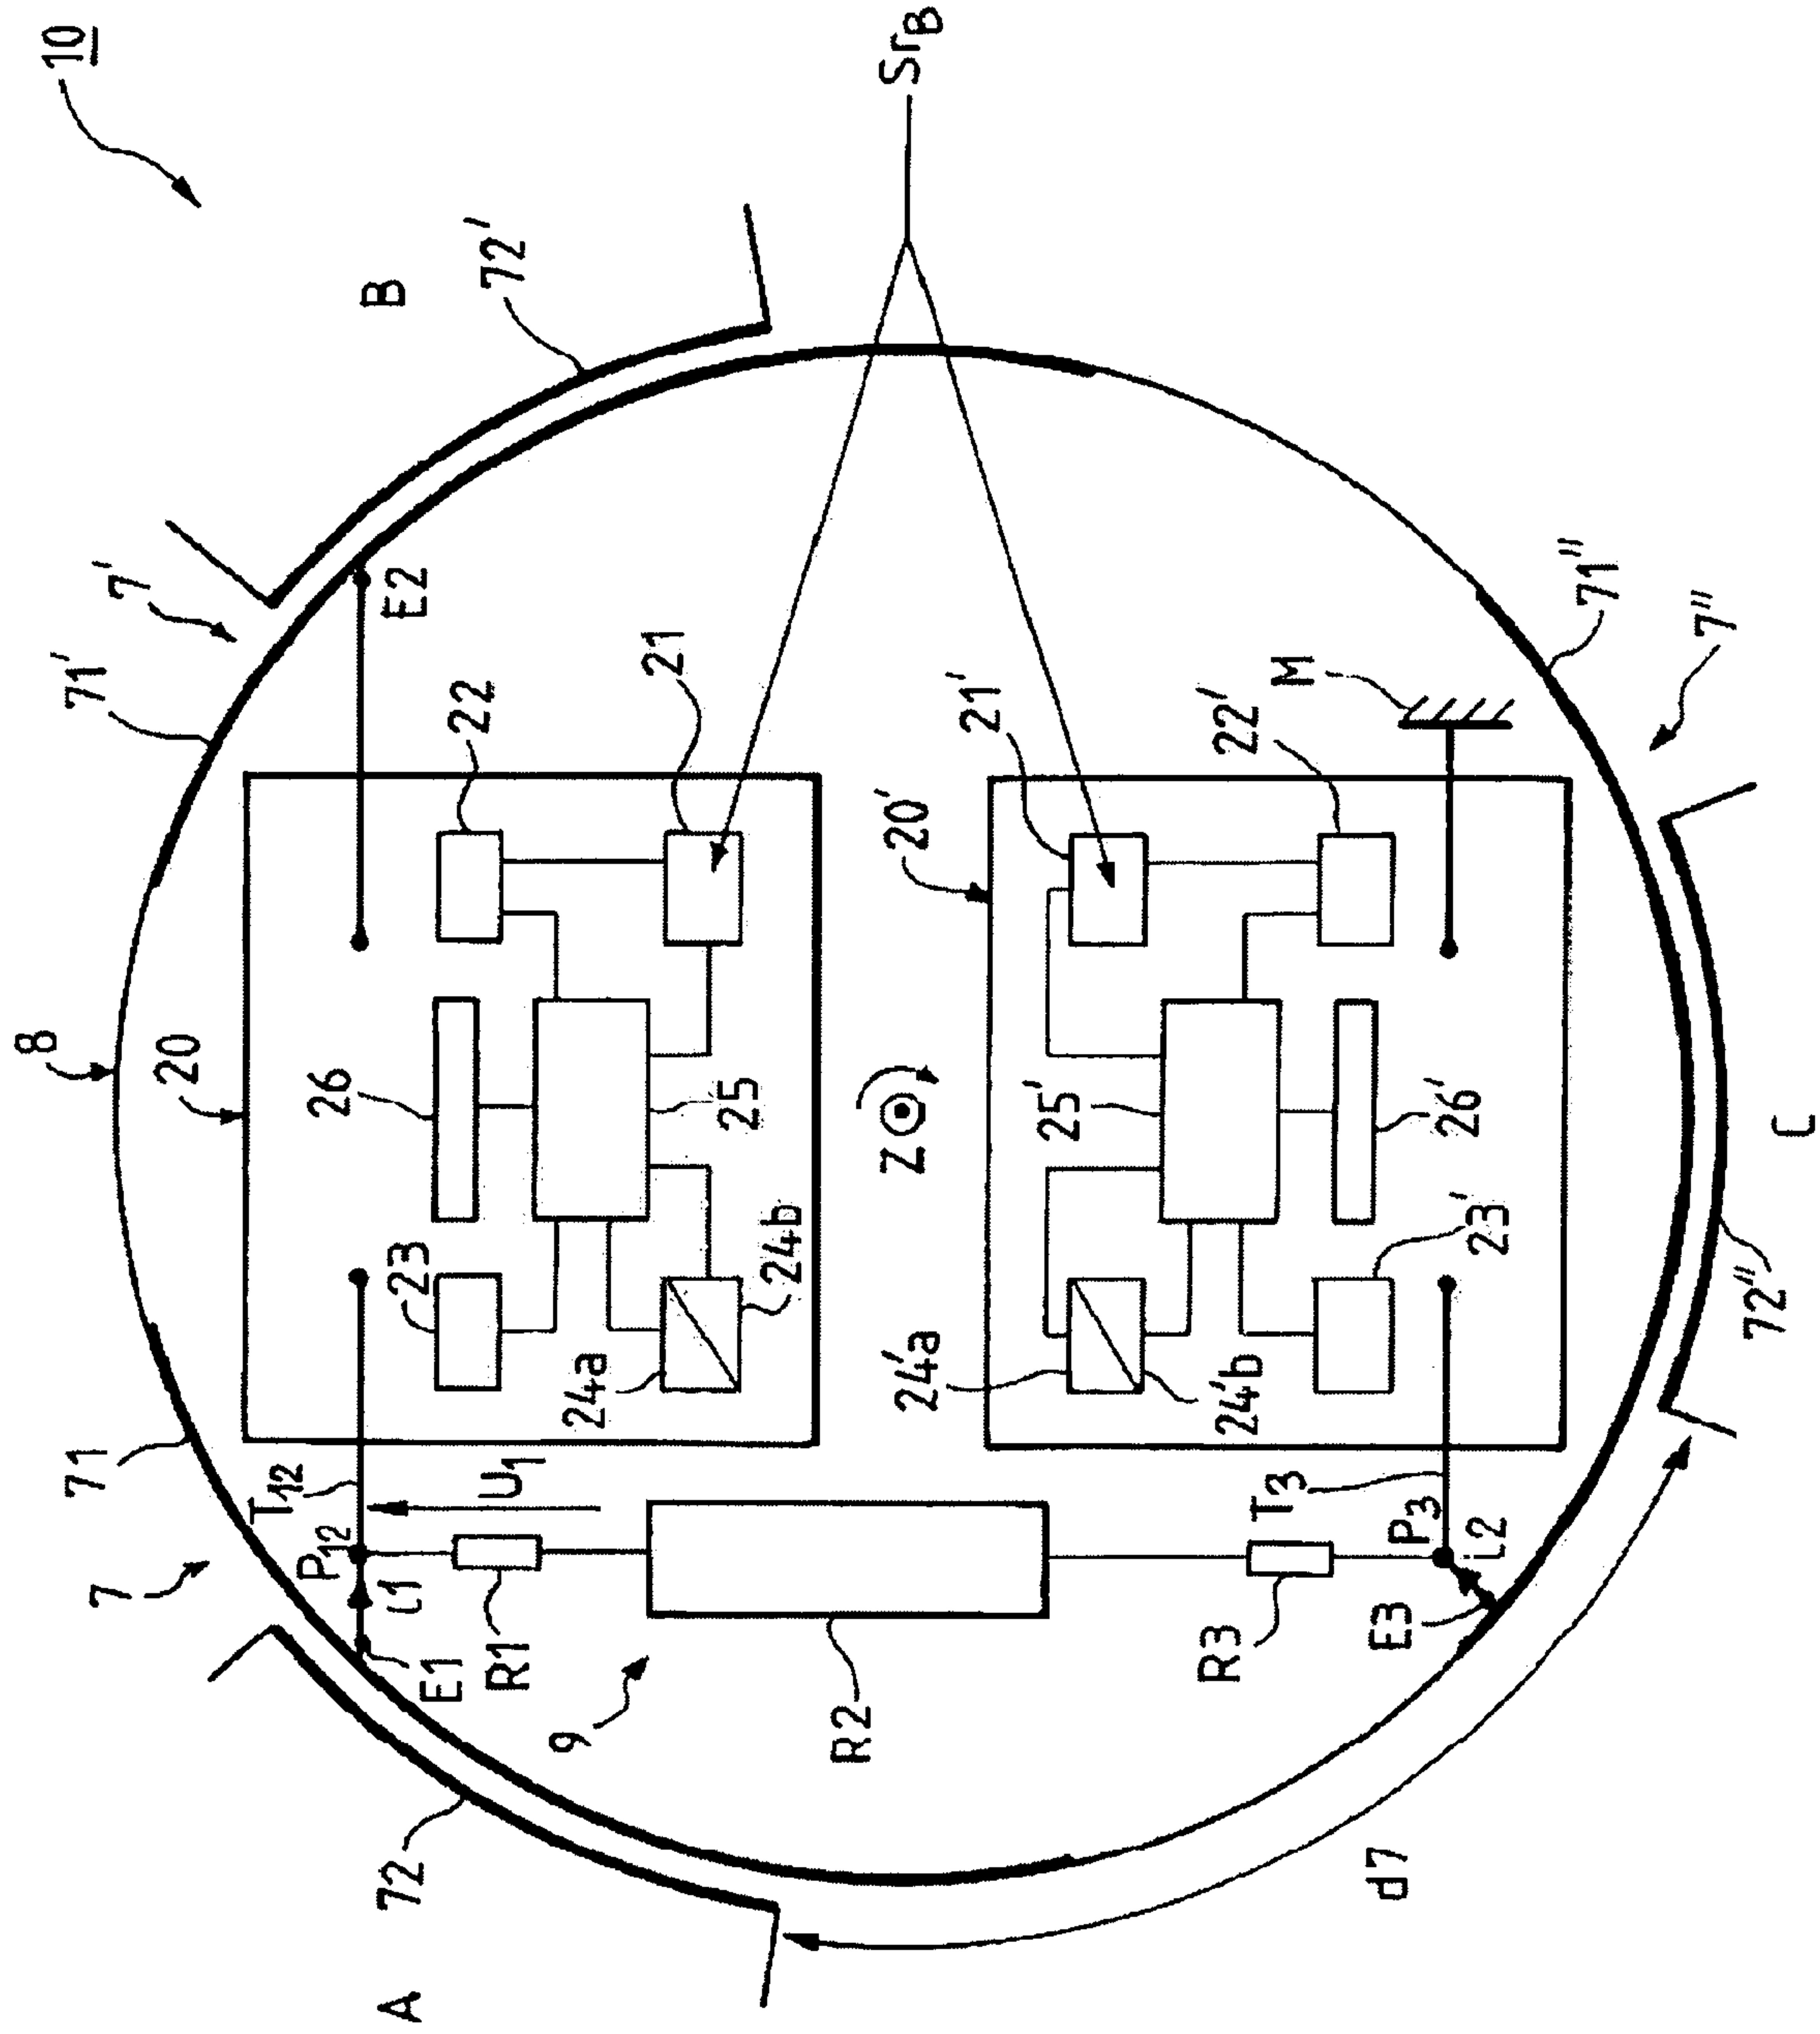 8
10
71
71'
7
7'
20
T12
P12
26
A
72
i1
23
E2
B
E1
22
72'
R1
U1
9
24a
21
25
24b
R2
Z
20'
SrB
24'a
21'
25'
R3
24'b
22'
T3
M
d7
E3
P3
26'
i2
23'
71"
7"
72"
C